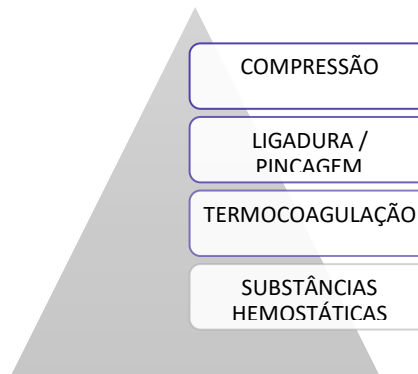 COMPRESSÃO
LIGADURA /
PINCAGEM
TERMOCOAGULAÇÃO
SUBSTÂNCIAS
HEMOSTÁTICAS